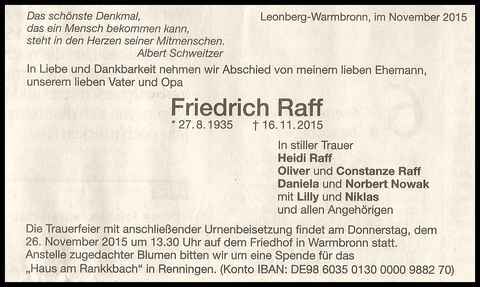 Das schönste Denkmal,
das ein Mensch bekommen kann,
steht in den Herzen seiner Mitmenschen.
Albert Schweitzer
Leonberg-Warmbronn, im November 2015
In Liebe und Dankbarkeit nehmen wir Abschied von meinem lieben Ehemann,
unserem lieben Vater und Opa
Friedrich Raff
* 27.8.1935 † 16.11.2015
In stiller Trauer
Heidi Raff
Oliver und Constanze Raff
Daniela und Norbert Nowak
mit Lilly und Niklas
und allen Angehörigen
Die Trauerfeier mit anschließender Urnenbeisetzung findet am Donnerstag, dem
26. November 2015 um 13.30 Uhr auf dem Friedhof in Warmbronn statt.
Anstelle zugedachter Blumen bitten wir um eine Spende für das
„Haus am Rankkbach" in Renningen. (Konto IBAN: DE98 6035 0130 0000 9882 70)